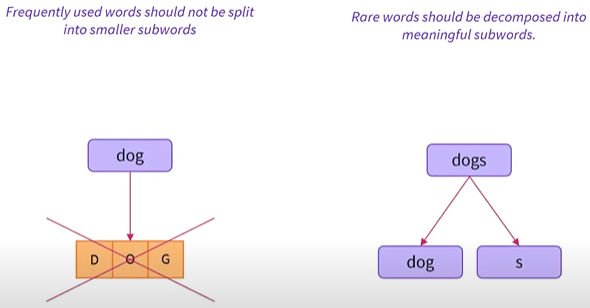 Frequently used words should not be split
into smaller subwords
Rare words should be decomposed into
meaningful subwords.
dog
D O G
dogs
dog
s